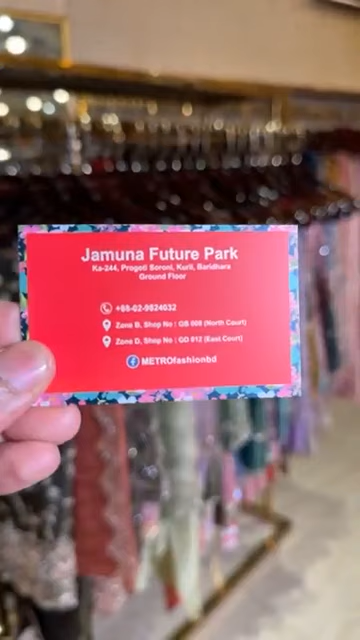 Jamuna Future Park
Ka-244, Progoti Soroni, Kuril, Baridhara
Ground Floor
+88-02-9824032
Zone B, Shop No : GB 008 (North Court)
Zone D, Shop No : GD 012 (East Court)
METROfashionbd